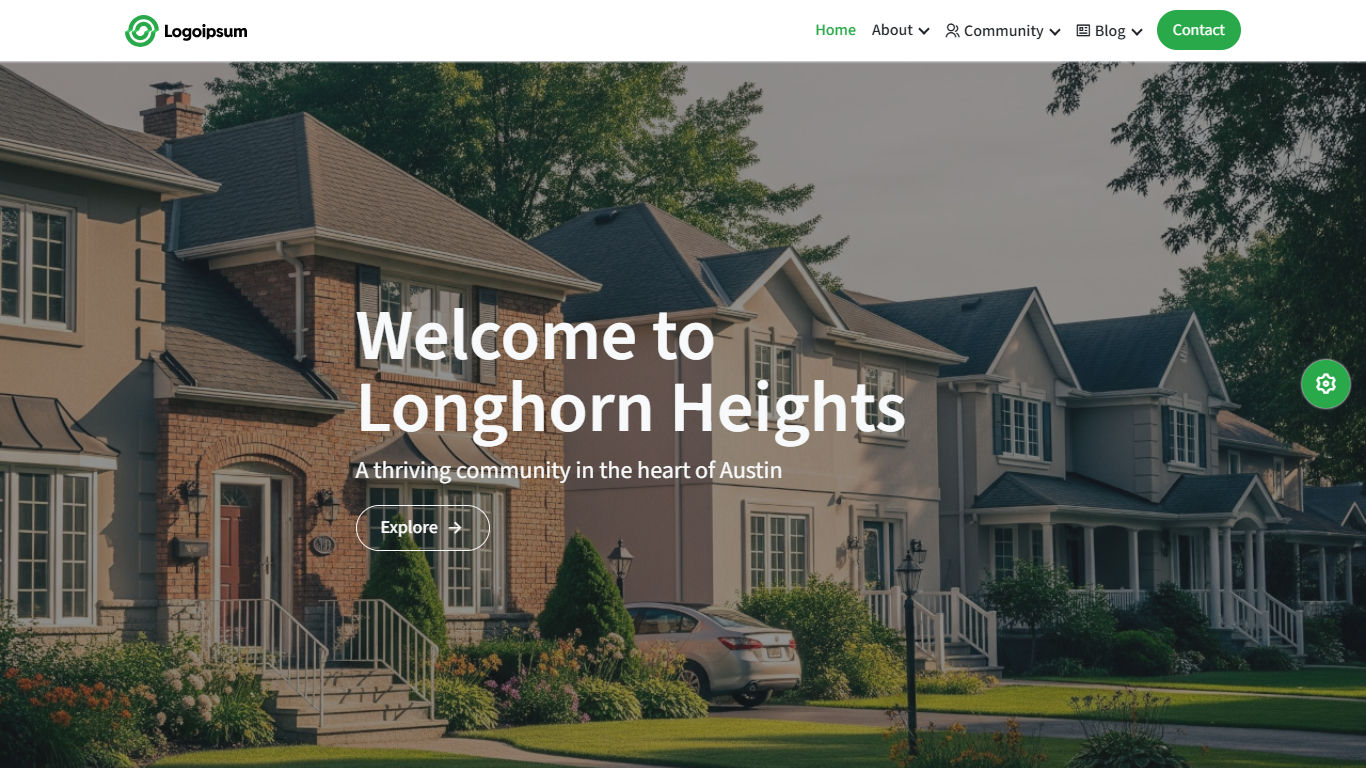 Logoipsum
Home About Community Blog Contact
Welcome to
Longhorn Heights
A thriving community in the heart of Austin
Explore